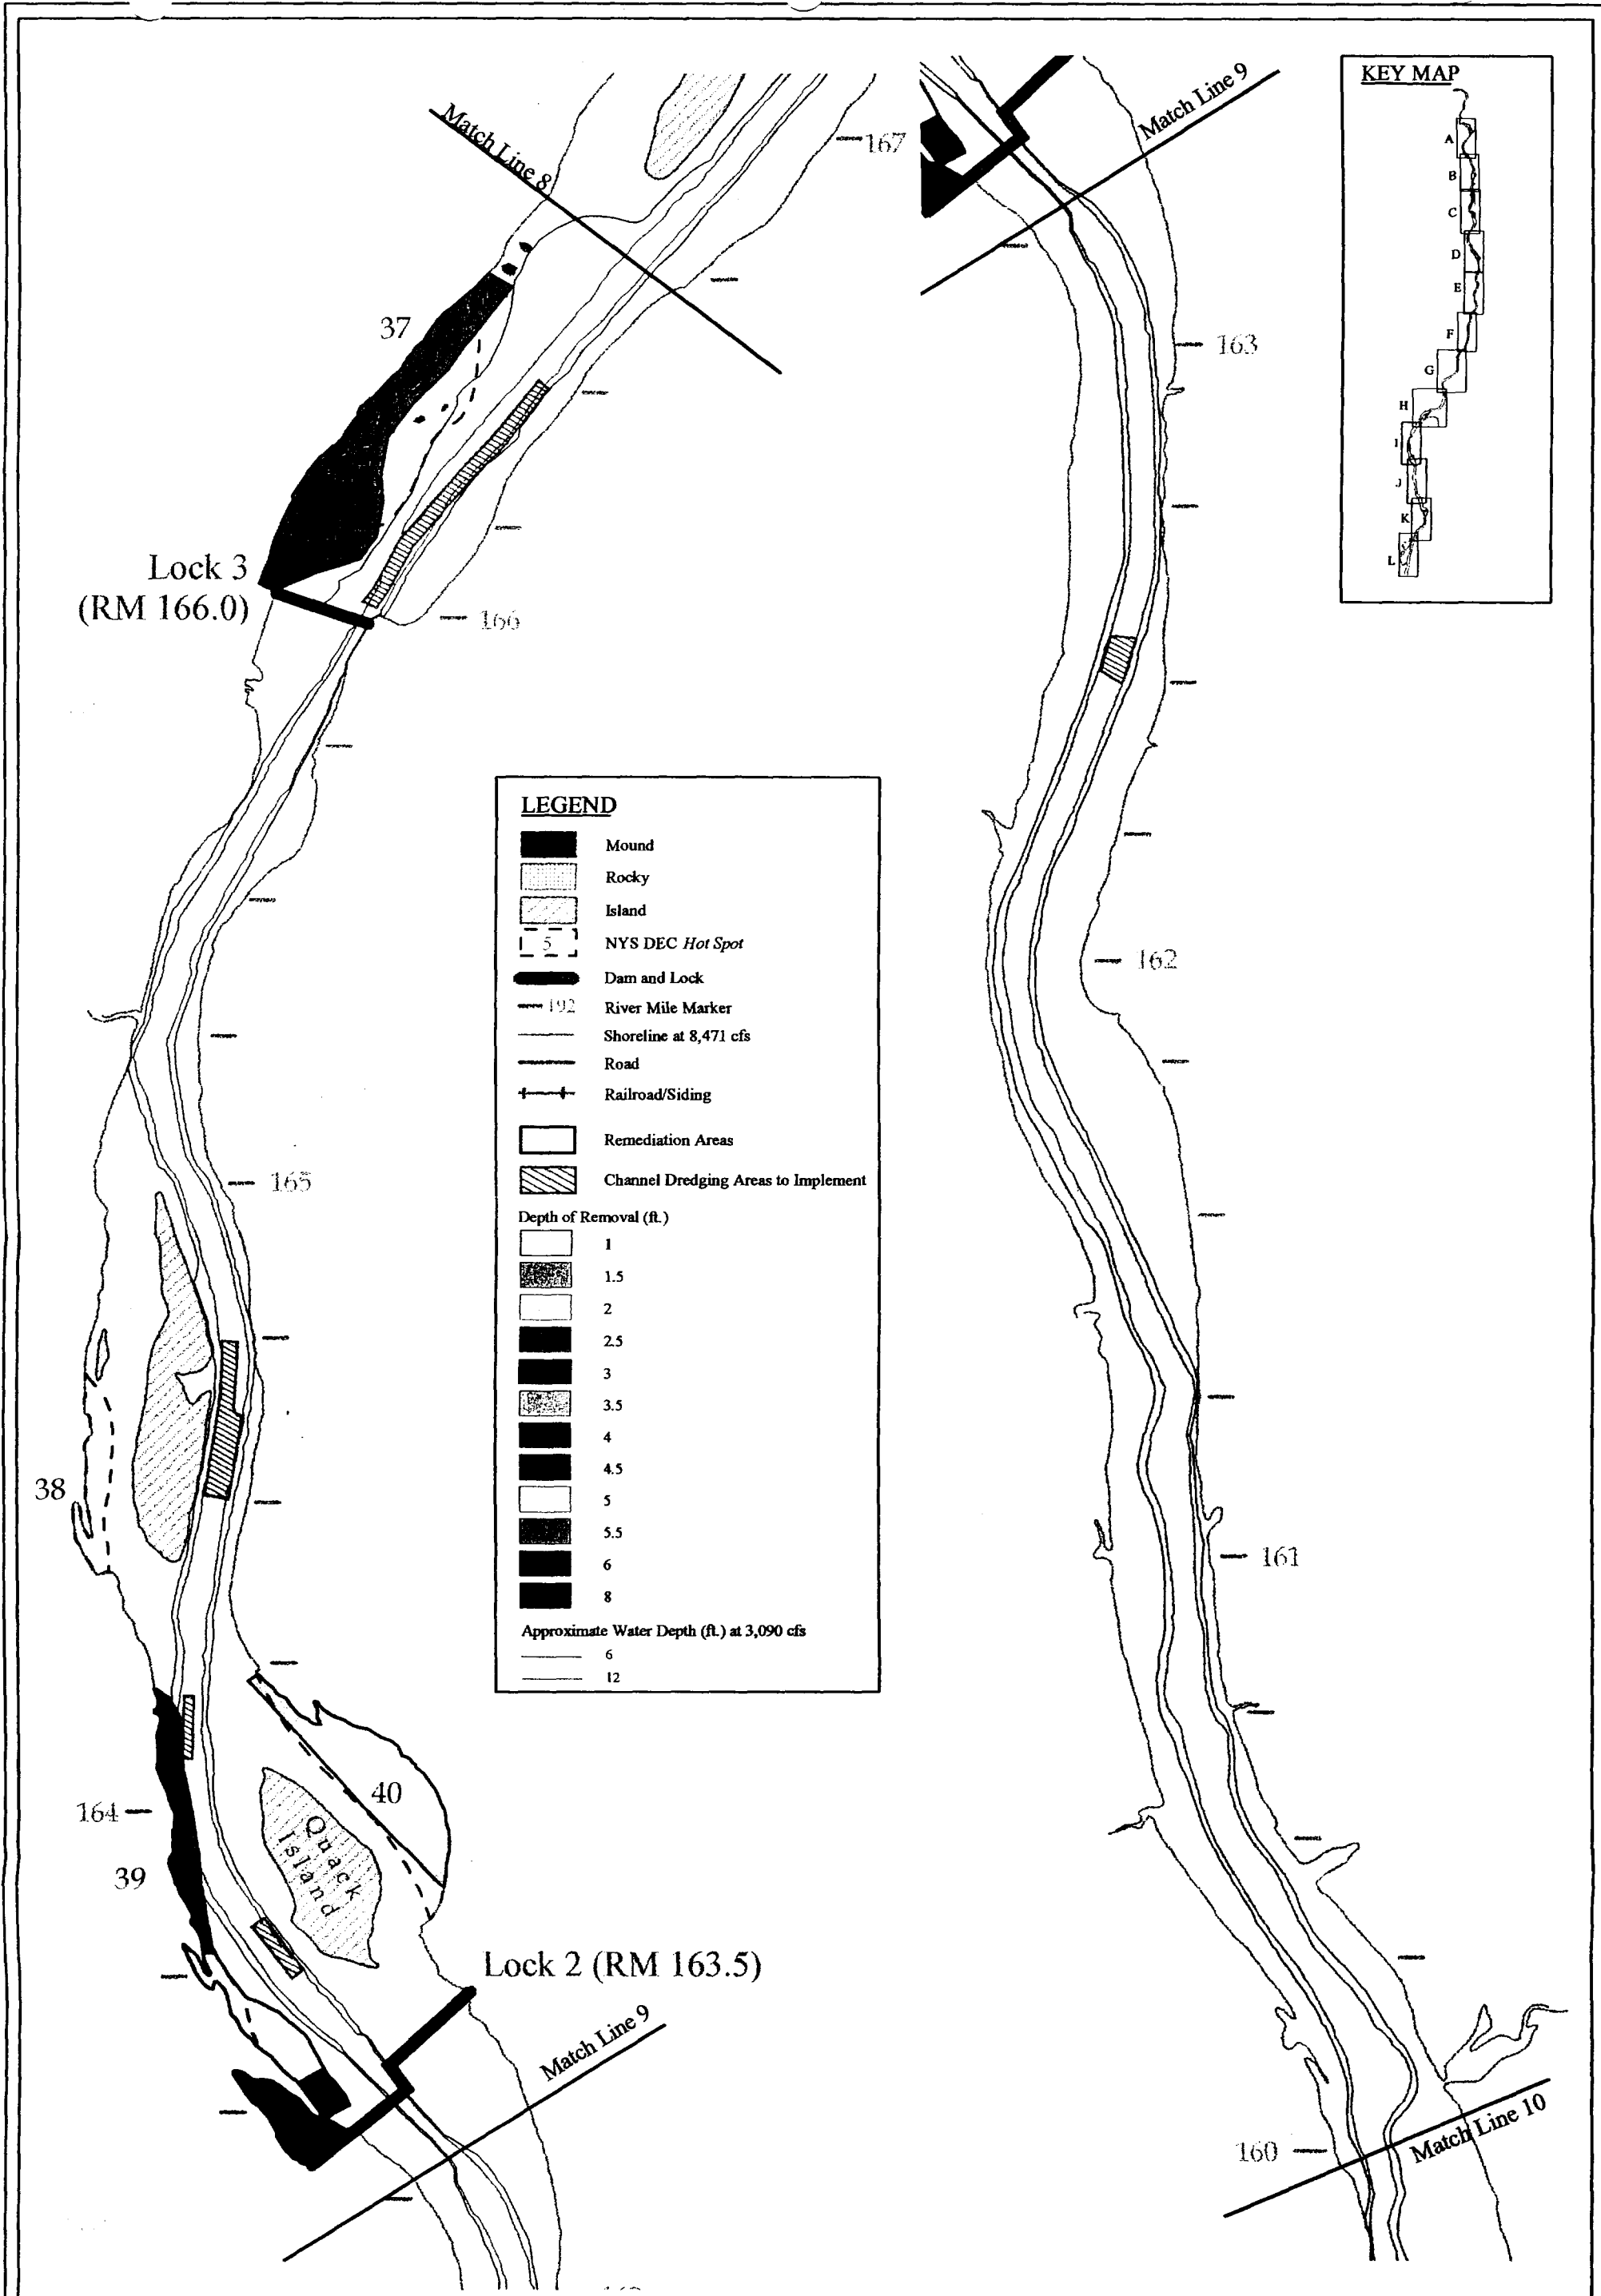 Match Line 8
167
37
Lock 3
(RM 166.0)
166
165
38
164
39
40
Quack
Island
Lock 2 (RM 163.5)
Match Line 9
LEGEND
Mound
Rocky
Island
5 NYS DEC Hot Spot
Dam and Lock
192 River Mile Marker
Shoreline at 8,471 cfs
Road
Railroad/Siding
Remediation Areas
Channel Dredging Areas to Implement
Depth of Removal (ft.)
1
1.5
2
2.5
3
3.5
4
4.5
5
5.5
6
8
Approximate Water Depth (ft.) at 3,090 cfs
6
12
Match Line 9
163
162
161
160
Match Line 10
KEY MAP
A
B
C
D
E
F
G
H
I
J
K
L